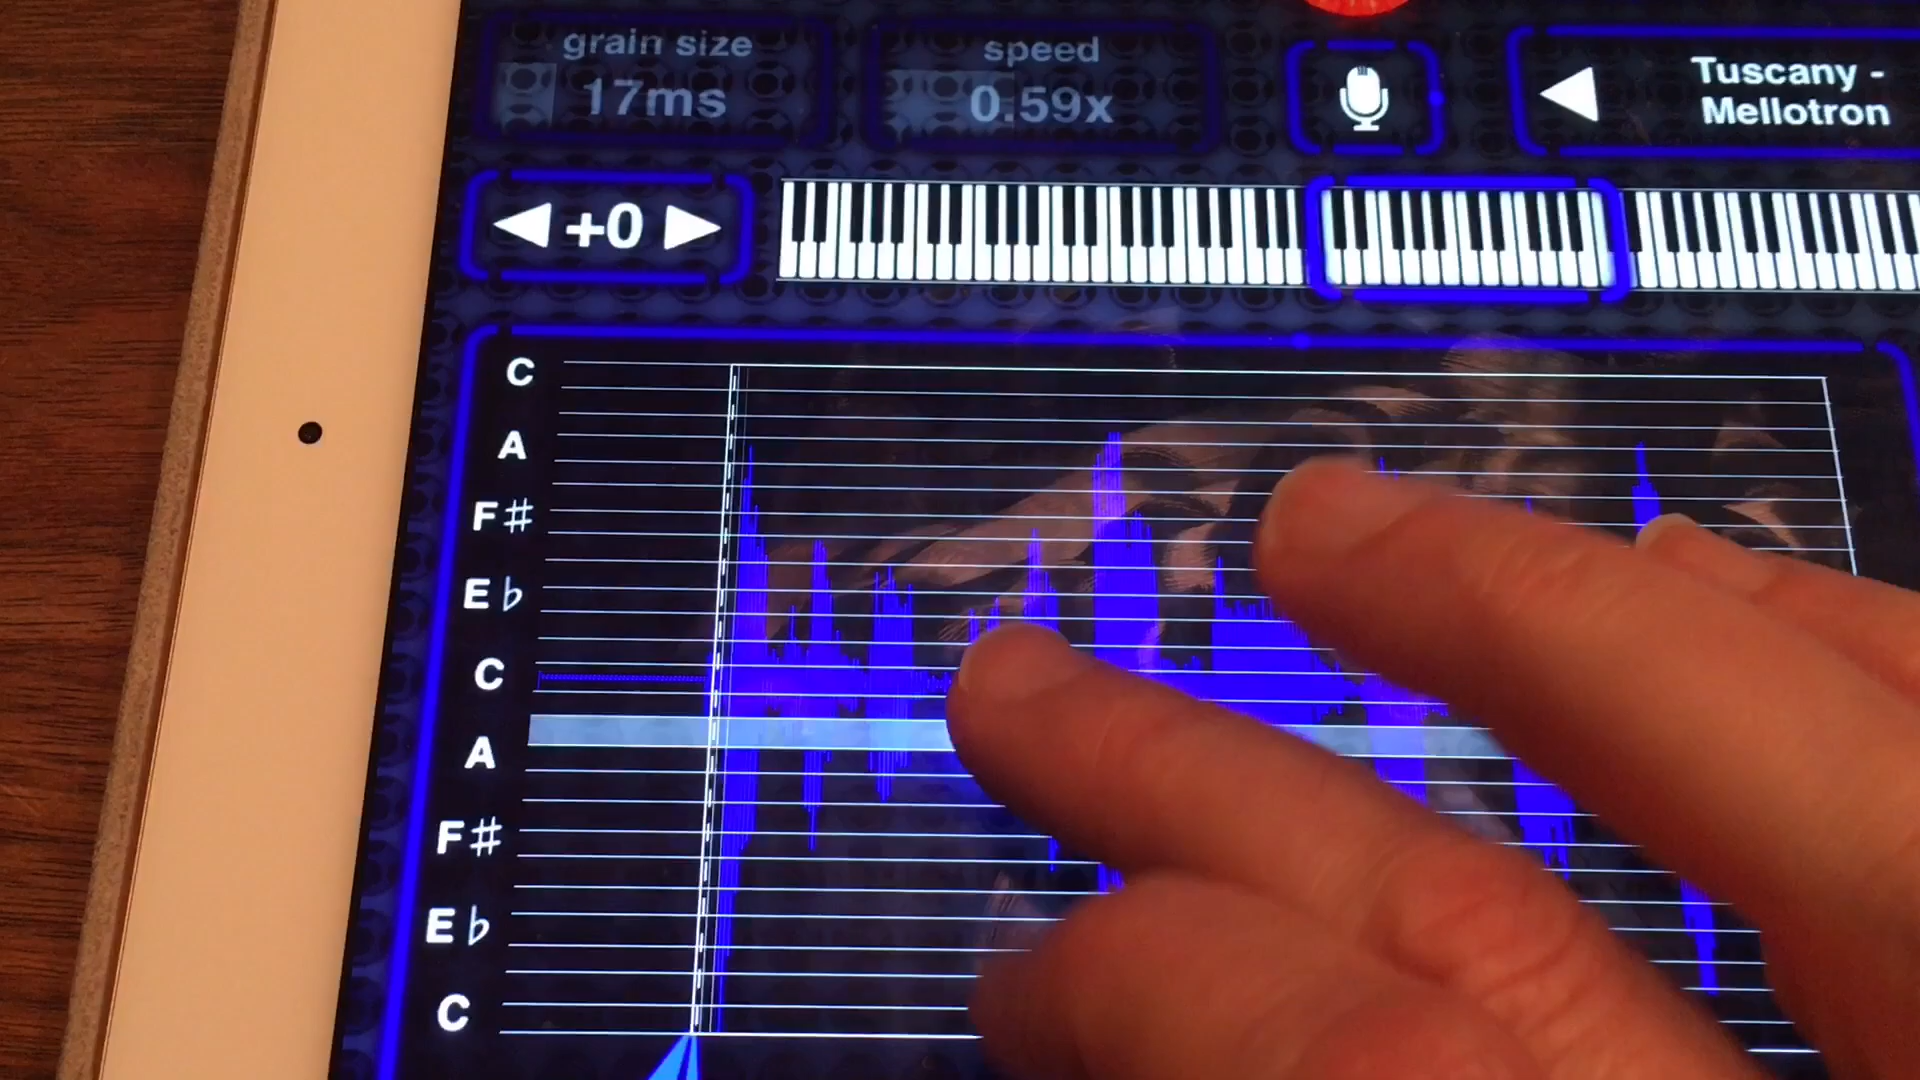 grain size
17ms
speed
0.59x
Tuscany -
Mellotron
+0
C
A
F#
E♭
C
A
F#
E♭
C